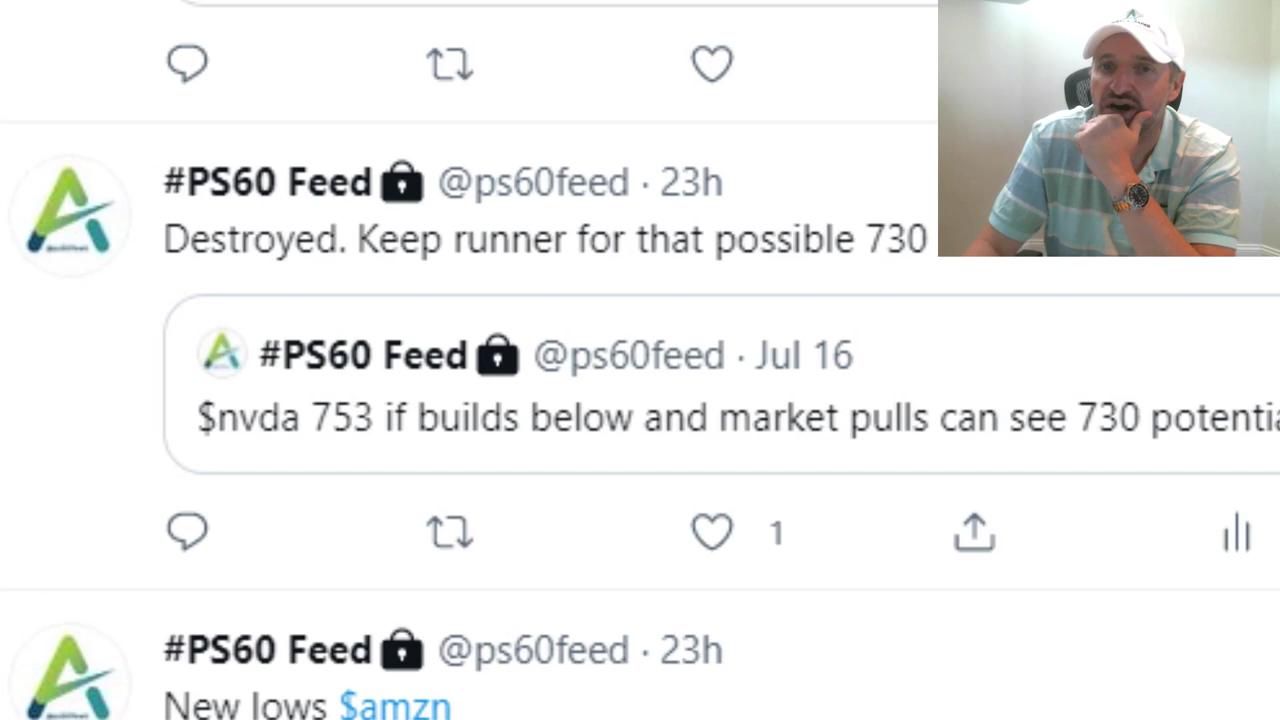 #PS60 Feed @ps60feed · 23h
Destroyed. Keep runner for that possible 730
#PS60 Feed @ps60feed · Jul 16
$nvda 753 if builds below and market pulls can see 730
1
#PS60 Feed @ps60feed · 23h
New lows $amzn